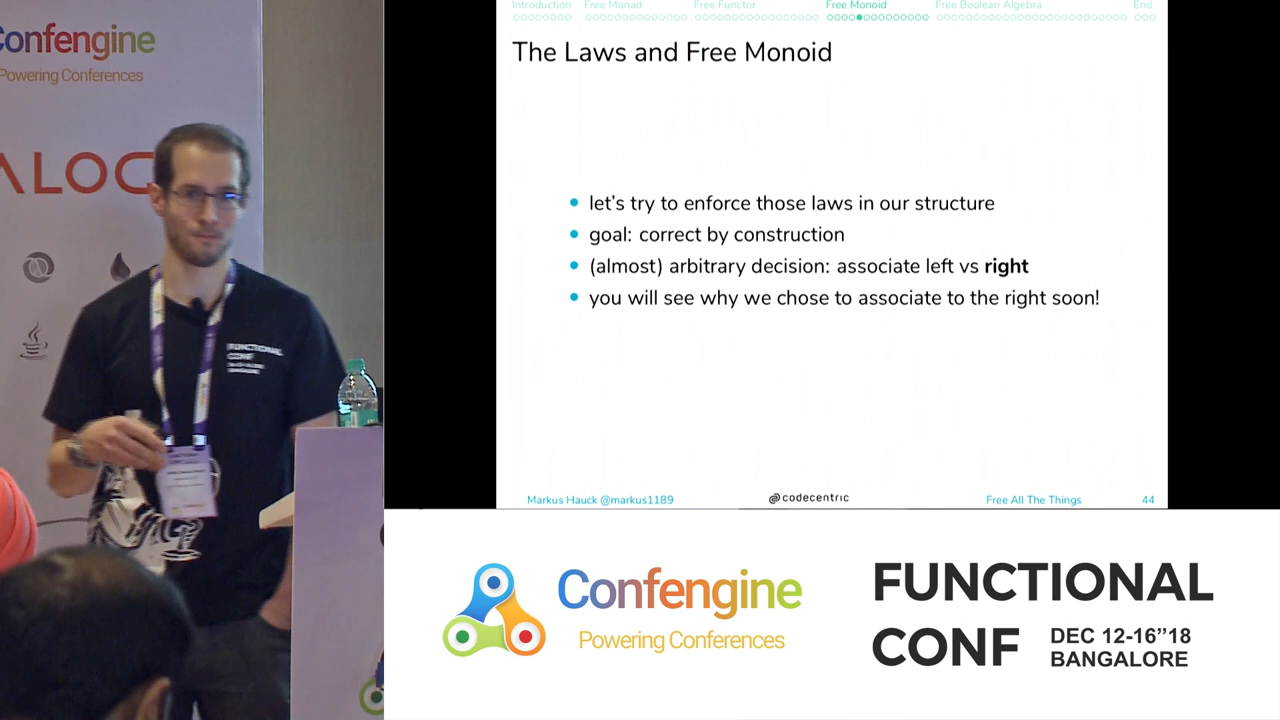 Confengine
Powering Conferences
ALOC
FUNCTIONAL
CONF
BANGALORE
Introduction Free Monad Free Functor Free Monoid Free Boolean Algebra End
The Laws and Free Monoid
let's try to enforce those laws in our structure
goal: correct by construction
(almost) arbitrary decision: associate left vs right
you will see why we chose to associate to the right soon!
Markus Hauck @markus1189 codecentric Free All The Things 44
Confengine
Powering Conferences
FUNCTIONAL
CONF DEC 12-16"18
BANGALORE